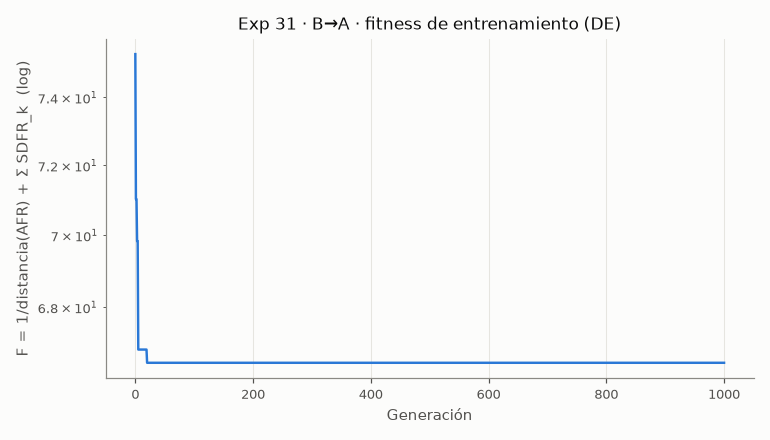 Exp 31 · B→A · fitness de entrenamiento (DE)
F = 1/distancia(AFR) + Σ SDFR_k (log)
7.4 × 10¹
7.2 × 10¹
7 × 10¹
6.8 × 10¹
0 200 400 600 800 1000
Generación